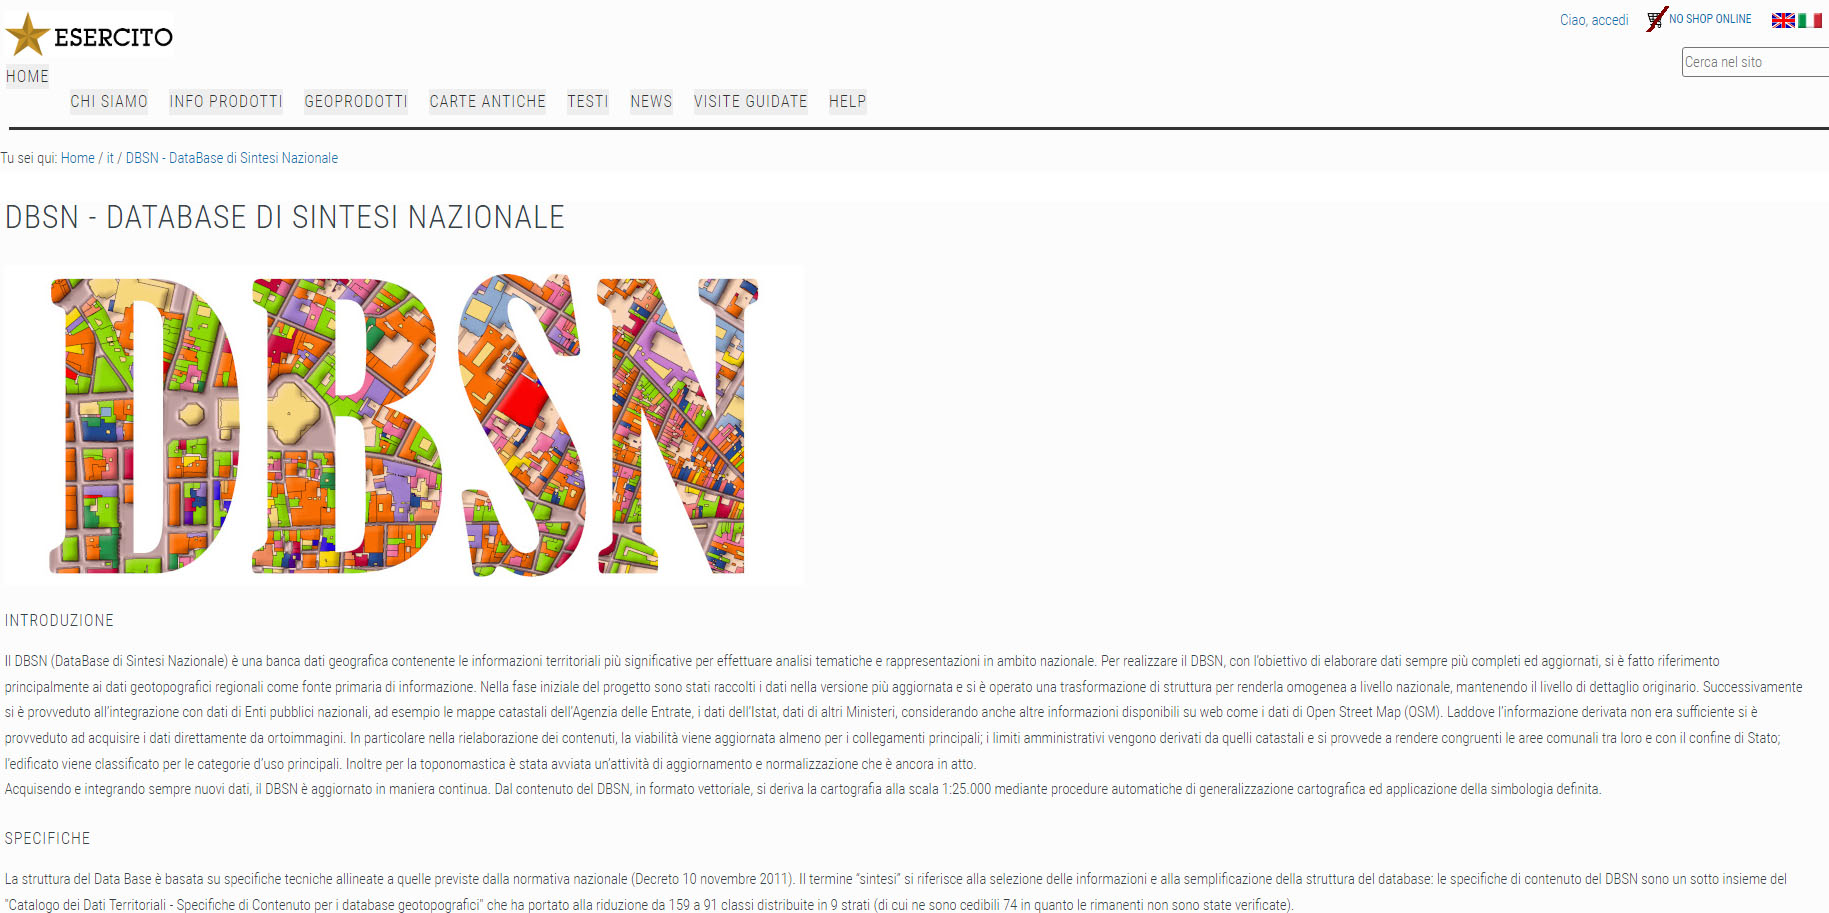 ESERCITO
Ciao, accedi
NO SHOP ONLINE
Cerca nel sito
HOME
CHI SIAMO INFO PRODOTTI GEOPRODOTTI CARTE ANTICHE TESTI NEWS VISITE GUIDATE HELP
Tu sei qui: Home / it / DBSN - DataBase di Sintesi Nazionale
DBSN - DATABASE DI SINTESI NAZIONALE
DBSN
INTRODUZIONE
Il DBSN (DataBase di Sintesi Nazionale) è una banca dati geografica contenente le informazioni territoriali più significative per effettuare analisi tematiche e rappresentazioni in ambito nazionale. Per realizzare il DBSN, con l'obiettivo di elaborare dati sempre più completi ed aggiornati, si è fatto riferimento
principalmente ai dati geotopografici regionali come fonte primaria di informazione. Nella fase iniziale del progetto sono stati raccolti i dati nella versione più aggiornata e si è operato una trasformazione di struttura per renderla omogenea a livello nazionale, mantenendo il livello di dettaglio originario. Successivamente
si è provveduto all'integrazione con dati di Enti pubblici nazionali, ad esempio le mappe catastali dell'Agenzia delle Entrate, i dati dell'Istat, dati di altri Ministeri, considerando anche altre informazioni disponibili su web come i dati di Open Street Map (OSM). Laddove l'informazione derivata non era sufficiente si è
provveduto ad acquisire i dati direttamente da ortoimmagini. In particolare nella rielaborazione dei contenuti, la viabilità viene aggiornata almeno per i collegamenti principali; i limiti amministrativi vengono derivati da quelli catastali e si provvede a rendere congruenti le aree comunali tra loro e con il confine di Stato;
l'edificato viene classificato per le categorie d'uso principali. Inoltre per la toponomastica è stata avviata un'attività di aggiornamento e normalizzazione che è ancora in atto.
Acquisendo e integrando sempre nuovi dati, il DBSN è aggiornato in maniera continua. Dal contenuto del DBSN, in formato vettoriale, si deriva la cartografia alla scala 1:25.000 mediante procedure automatiche di generalizzazione cartografica ed applicazione della simbologia definita.
SPECIFICHE
La struttura del Data Base è basata su specifiche tecniche allineate a quelle previste dalla normativa nazionale (Decreto 10 novembre 2011). Il termine "sintesi" si riferisce alla selezione delle informazioni e alla semplificazione della struttura del database: le specifiche di contenuto del DBSN sono un sotto insieme del
"Catalogo dei Dati Territoriali - Specifiche di Contenuto per i database geotopografici" che ha portato alla riduzione da 159 a 91 classi distribuite in 9 strati (di cui ne sono cedibili 74 in quanto le rimanenti non sono state verificate).